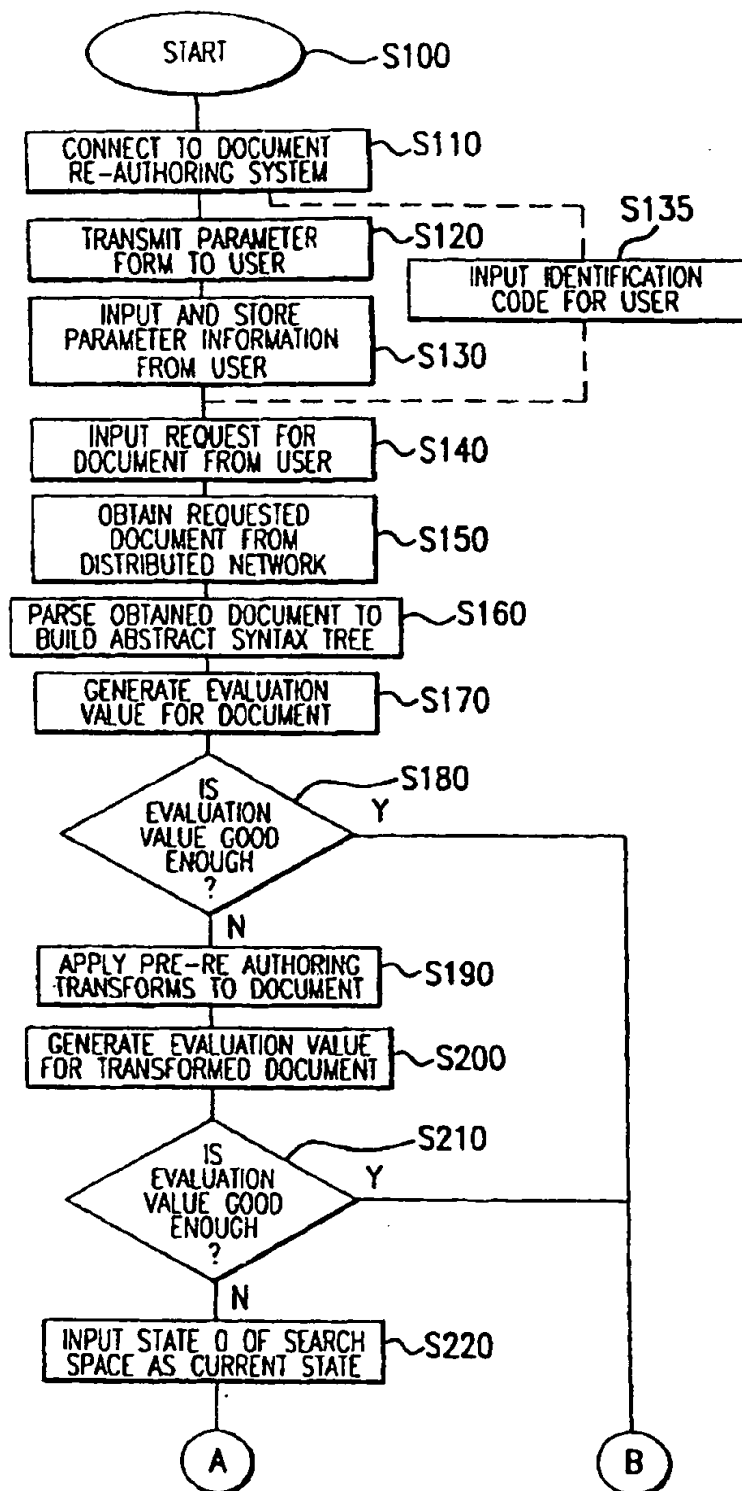 START
S100
CONNECT TO DOCUMENT
RE-AUTHORING SYSTEM
S110
S135
TRANSMIT PARAMETER
FORM TO USER
S120
INPUT IDENTIFICATION
CODE FOR USER
INPUT AND STORE
PARAMETER INFORMATION
FROM USER
S130
INPUT REQUEST FOR
DOCUMENT FROM USER
S140
OBTAIN REQUESTED
DOCUMENT FROM
DISTRIBUTED NETWORK
S150
PARSE OBTAINED DOCUMENT TO
BUILD ABSTRACT SYNTAX TREE
S160
GENERATE EVALUATION
VALUE FOR DOCUMENT
S170
IS
EVALUATION
VALUE GOOD
ENOUGH
?
S180
Y
N
APPLY PRE-RE AUTHORING
TRANSFORMS TO DOCUMENT
S190
GENERATE EVALUATION VALUE
FOR TRANSFORMED DOCUMENT
S200
IS
EVALUATION
VALUE GOOD
ENOUGH
?
S210
Y
N
INPUT STATE 0 OF SEARCH
SPACE AS CURRENT STATE
S220
A
B